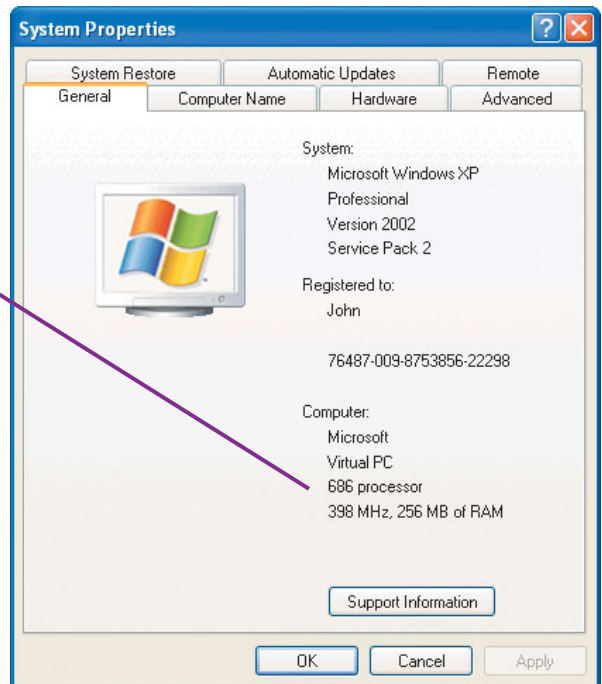 System Properties
System Restore Automatic Updates Remote
General Computer Name Hardware Advanced
System:
Microsoft Windows XP
Professional
Version 2002
Service Pack 2
Registered to:
John
76487-009-8753856-22298
Computer:
Microsoft
Virtual PC
686 processor
398 MHz, 256 MB of RAM
Support Information
OK Cancel Apply